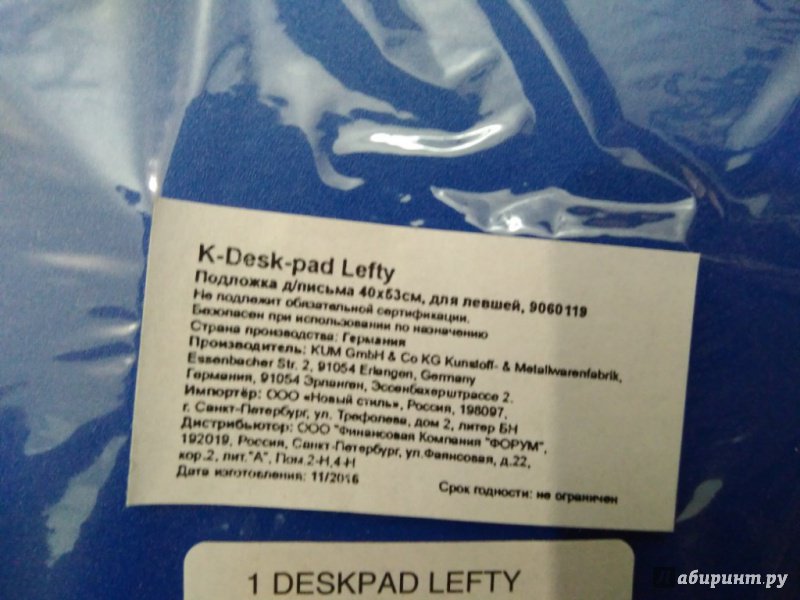 K-Desk-pad Lefty
Подложка д/письма 40x53см, для левшей, 9060119
Не подлежит обязательной сертификации.
Безопасен при использовании по назначению
Страна производства: Германия
Производитель: KUM GmbH & Co KG Kunstoff- & Metallwarenfabrik,
Essenbacher Str. 2, 91054 Erlangen, Germany
Германия, 91054 Эрланген, Эссенбахерштрассе 2.
Импортёр: ООО «Новый стиль», Россия, 198097,
г. Санкт-Петербург, ул. Трефолева, дом 2, литер БН
Дистрибьютор: ООО "Финансовая Компания "ФОРУМ",
192019, Россия, Санкт-Петербург, ул.Фаянсовая, д.22,
кор.2, лит."А", Пом.2-Н,4-Н
Дата изготовления: 11/2016
Срок годности: не ограничен
1 DESKPAD LEFTY
Лабиринт.ру